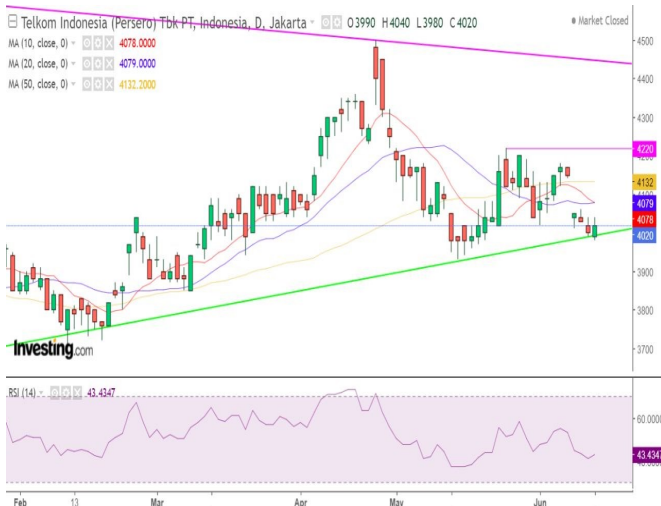 Telkom Indonesia (Persero) Tbk PT, Indonesia, D, Jakarta O3990 H4040 L3980 C4020
Market Closed
MA (10, close, 0) 4078.0000
MA (20, close, 0) 4079.0000
MA (50, close, 0) 4132.2000
4500
4400
4300
4220
4132
4079
4078
4020
3900
3800
3700
Investing.com
RSI (14) 43.4347
60.0000
43.4347
Feb 13 Mar Apr May Jun